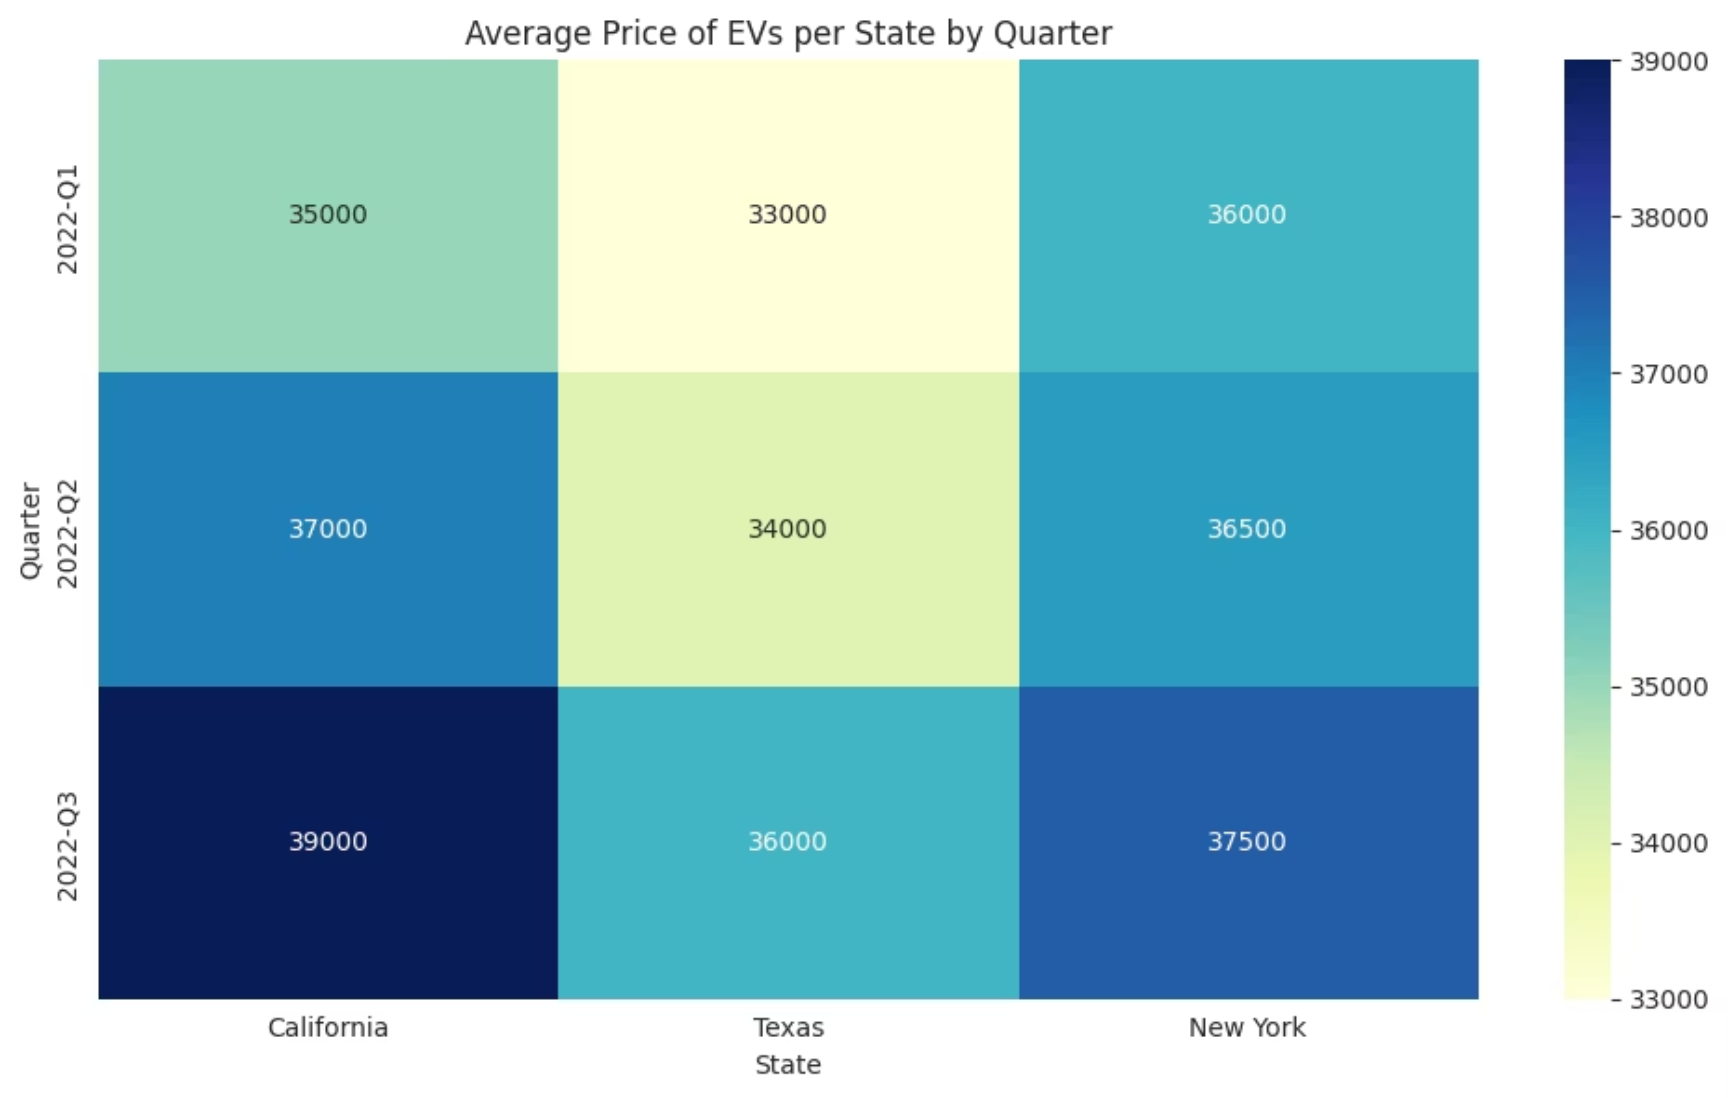 Average Price of EVs per State by Quarter
Quarter
2022-Q1
35000
33000
36000
2022-Q2
37000
34000
36500
2022-Q3
39000
36000
37500
California
Texas
New York
State
39000
38000
37000
36000
35000
34000
33000